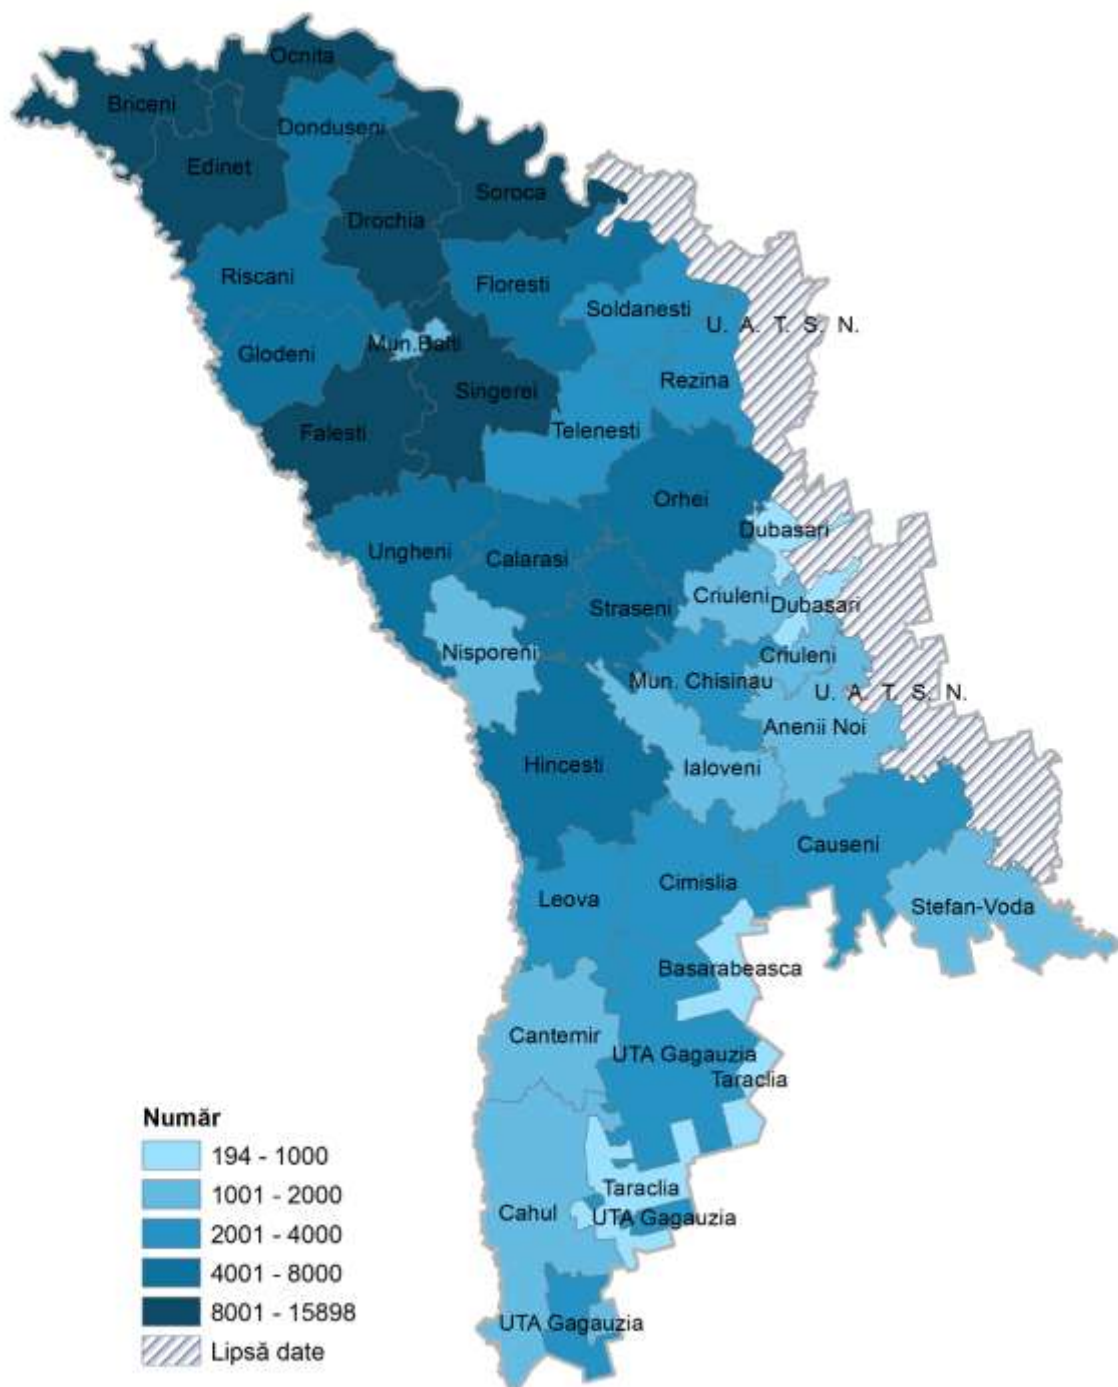 Ocnita
Briceni
Donduseni
Edinet
Soroca
Drochia
Riscani
Floresti
Soldanesti
U. A. T. S. N.
Mun.Balti
Glodeni
Rezina
Singerei
Falesti
Telenesti
Orhei
Dubasari
Ungheni
Calarasi
Criuleni
Dubasari
Straseni
Nisporeni
Criuleni
Mun. Chisinau
U. A. T. S. N.
Anenii Noi
Hincesti
Ialoveni
Causeni
Cimislia
Leova
Stefan-Voda
Basarabeasca
Cantemir
UTA Gagauzia
Taraclia
Taraclia
Cahul
UTA Gagauzia
UTA Gagauzia
Număr
194 - 1000
1001 - 2000
2001 - 4000
4001 - 8000
8001 - 15898
Lipsă date